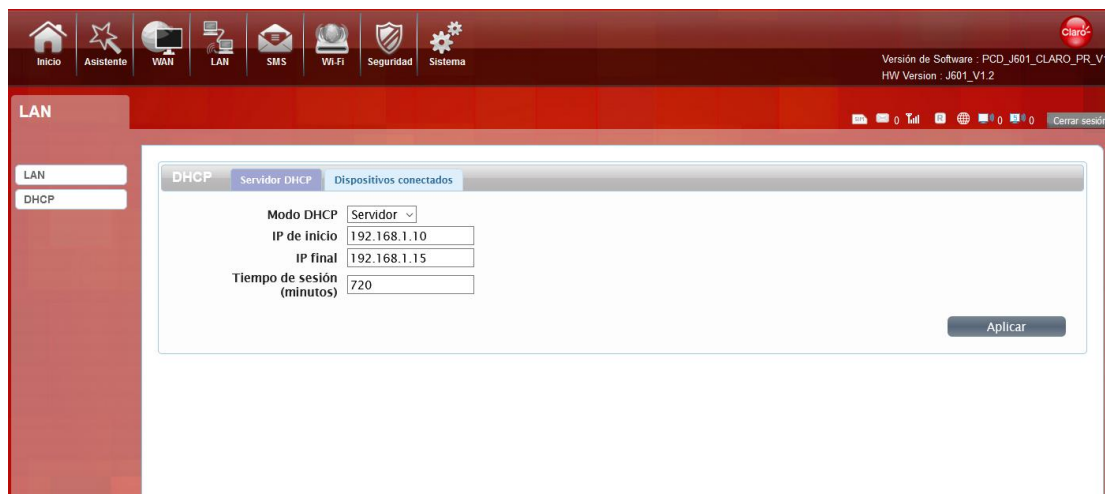 Inicio Asistente WAN LAN SMS Wi-Fi Seguridad Sistema
Claro
Versión de Software : PCD_J601_CLARO_PR_V1
HW Version : J601_V1.2
LAN
0 R 0 0 Cerrar sesión
LAN
DHCP
DHCP Servidor DHCP Dispositivos conectados
Modo DHCP Servidor
IP de inicio 192.168.1.10
IP final 192.168.1.15
Tiempo de sesión
(minutos) 720
Aplicar